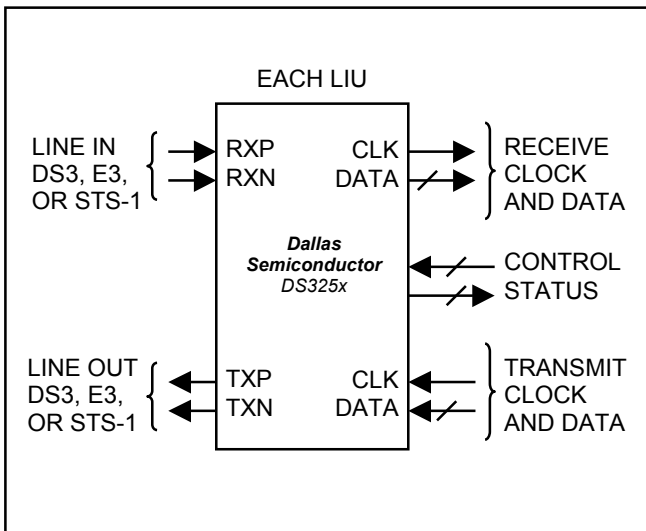 EACH LIU
LINE IN
DS3, E3,
OR STS-1
RXP
RXN
CLK
DATA
RECEIVE
CLOCK
AND DATA
Dallas
Semiconductor
DS325x
CONTROL
STATUS
LINE OUT
DS3, E3,
OR STS-1
TXP
TXN
CLK
DATA
TRANSMIT
CLOCK
AND DATA